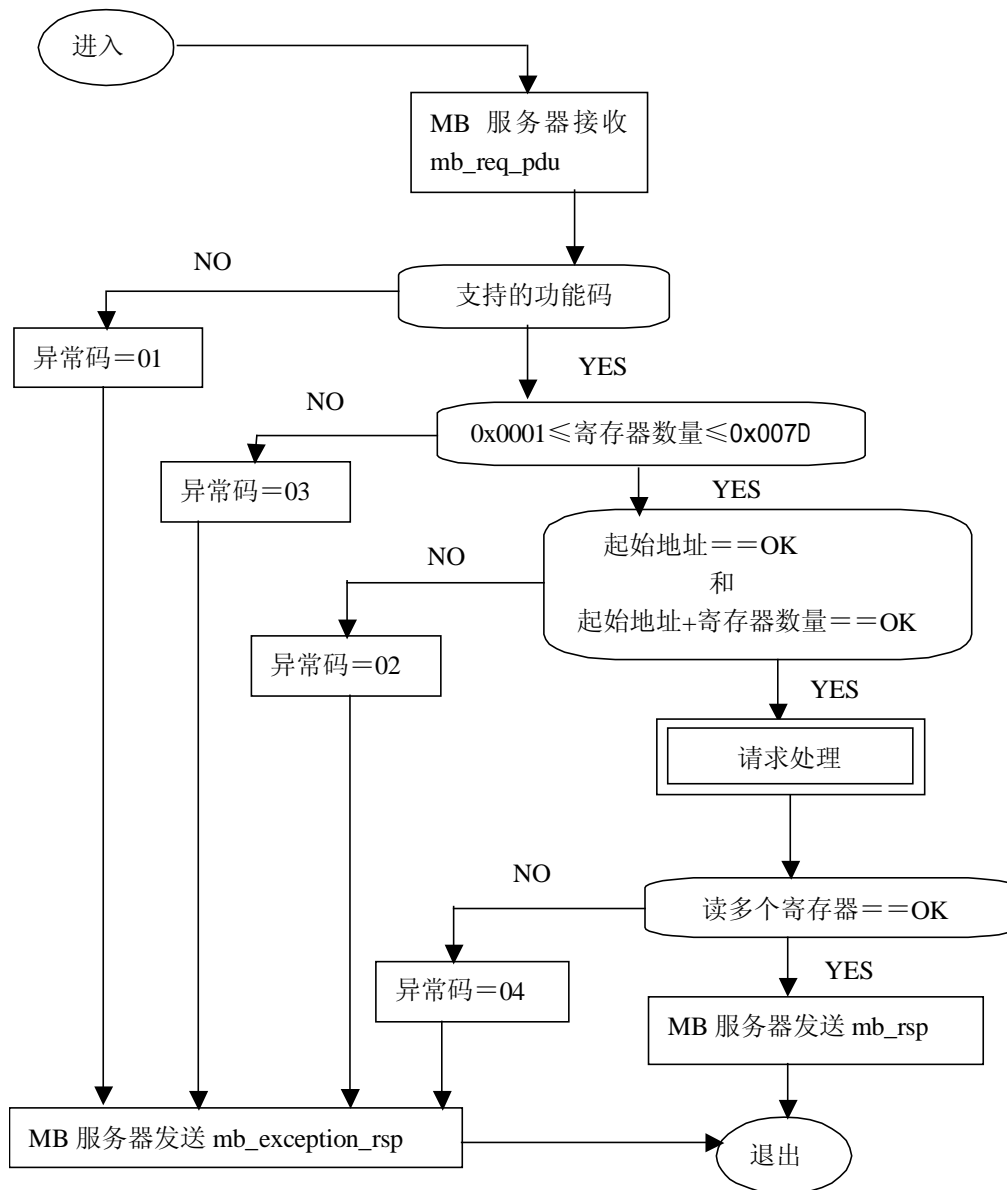 进入
MB 服务器接收
mb_req_pdu
NO
支持的功能码
异常码＝01
YES
NO
0x0001≤寄存器数量≤0x007D
异常码＝03
YES
起始地址＝＝OK
NO
和
起始地址+寄存器数量＝＝OK
异常码＝02
YES
请求处理
NO
读多个寄存器＝＝OK
YES
异常码＝04
MB 服务器发送 mb_rsp
MB 服务器发送 mb_exception_rsp
退出